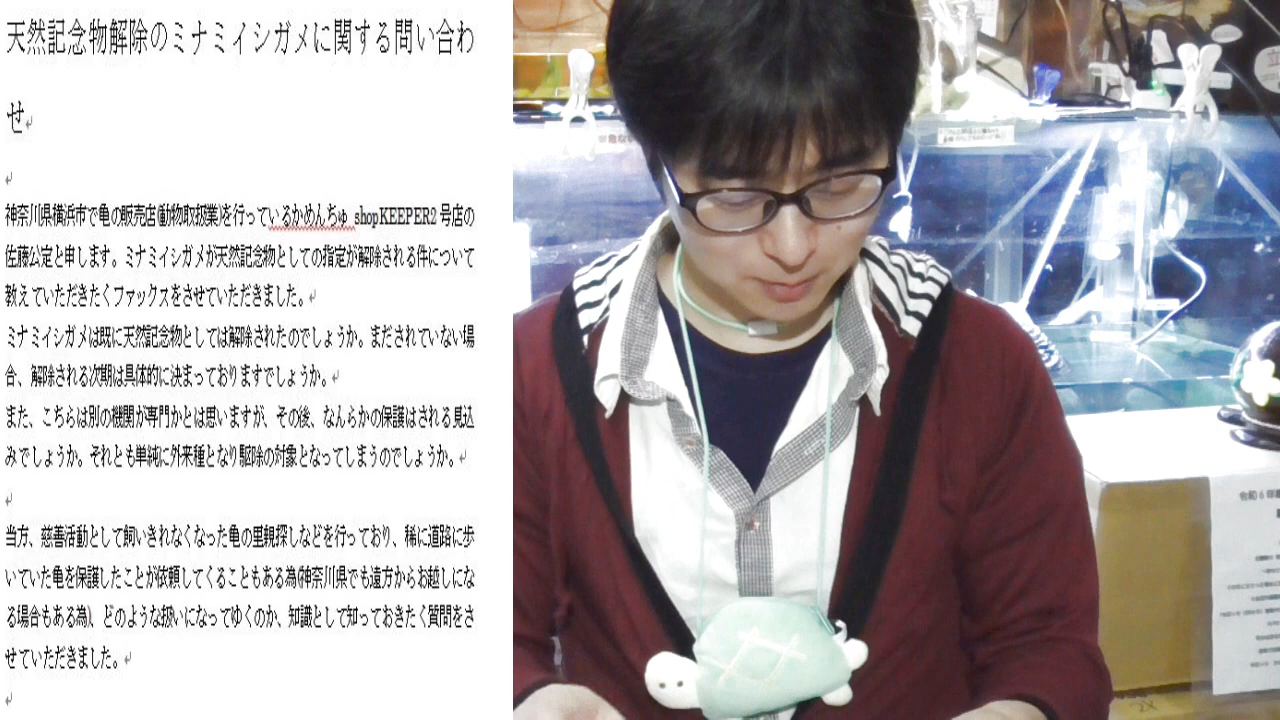 天然記念物解除のミナミイシガメに関する問い合わ
せ
神奈川県横浜市で亀の販売店(動物取扱業)を行っているかめんちゅ shopKEEPER2 号店の
佐藤公定と申します。ミナミイシガメが天然記念物としての指定が解除される件について
教えていただきたくファックスをさせていただきました。
ミナミイシガメは既に天然記念物としては解除されたのでしょうか。まだされていない場
合、解除される次期は具体的に決まっておりますでしょうか。
また、こちらは別の機関が専門かとは思いますが、その後、なんらかの保護はされる見込
みでしょうか。それとも単純に外来種となり駆除の対象となってしまうのでしょうか。
当方、慈善活動として飼いきれなくなった亀の里親探しなどを行っており、稀に道路に歩
いていた亀を保護したことが依頼してくることもある為(神奈川県でも遠方からお越しにな
る場合もある為)、どのような扱いになってゆくのか、知識として知っておきたく質問をさ
せていただきました。
令和6年